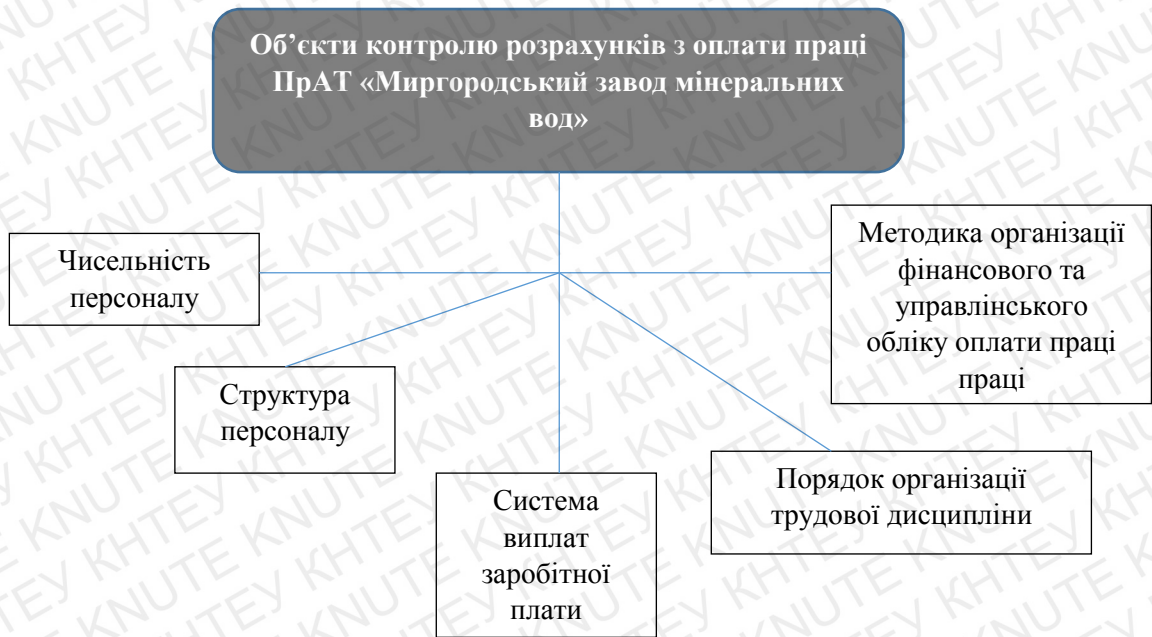 Об’єкти контролю розрахунків з оплати праці
ПрАТ «Миргородський завод мінеральних
вод»
Чисельність
персоналу
Методика організації
фінансового та
управлінського
обліку оплати праці
праці
Структура
персоналу
Порядок організації
трудової дисципліни
Система
виплат
заробітної
плати